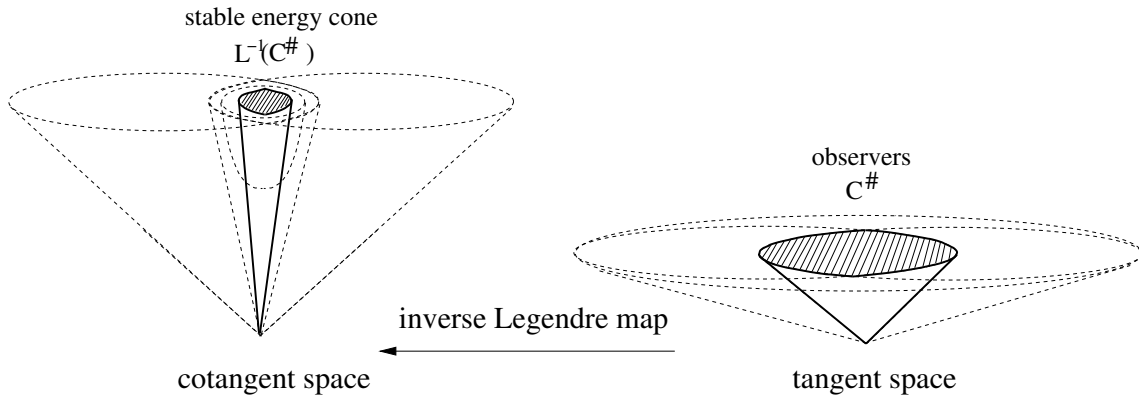 stable energy cone
L⁻¹(C# )
observers
C#
inverse Legendre map
cotangent space
tangent space